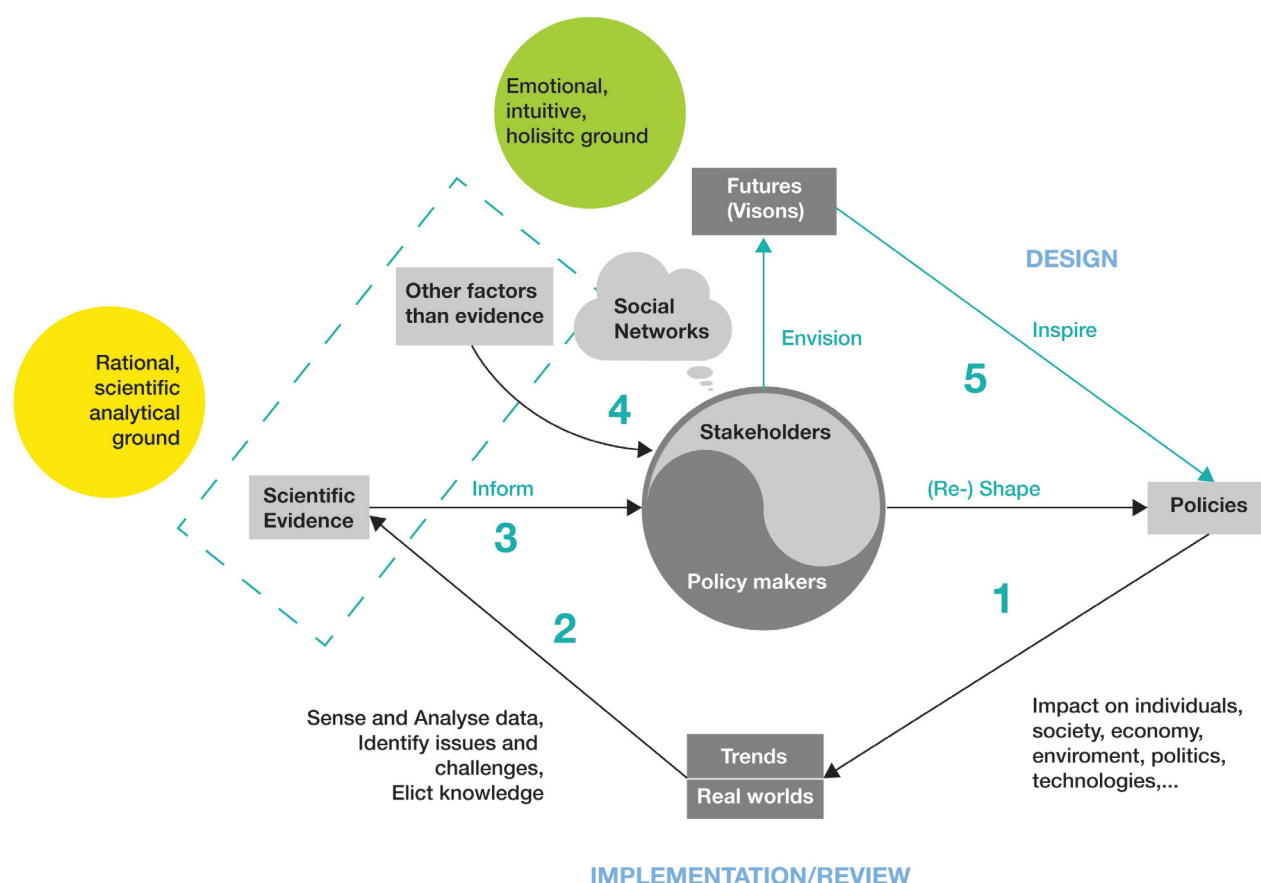 Emotional,
intuitive,
holisitc ground
Futures
(Visons)
DESIGN
Other factors
than evidence
Social
Networks
Envision
Inspire
Rational,
scientific
analytical
ground
5
4
Stakeholders
Scientific
Evidence
Inform
(Re-) Shape
Policies
3
Policy makers
1
2
Sense and Analyse data,
Identify issues and
challenges,
Elict knowledge
Trends
Real worlds
Impact on individuals,
society, economy,
enviroment, politics,
technologies,...
IMPLEMENTATION/REVIEW